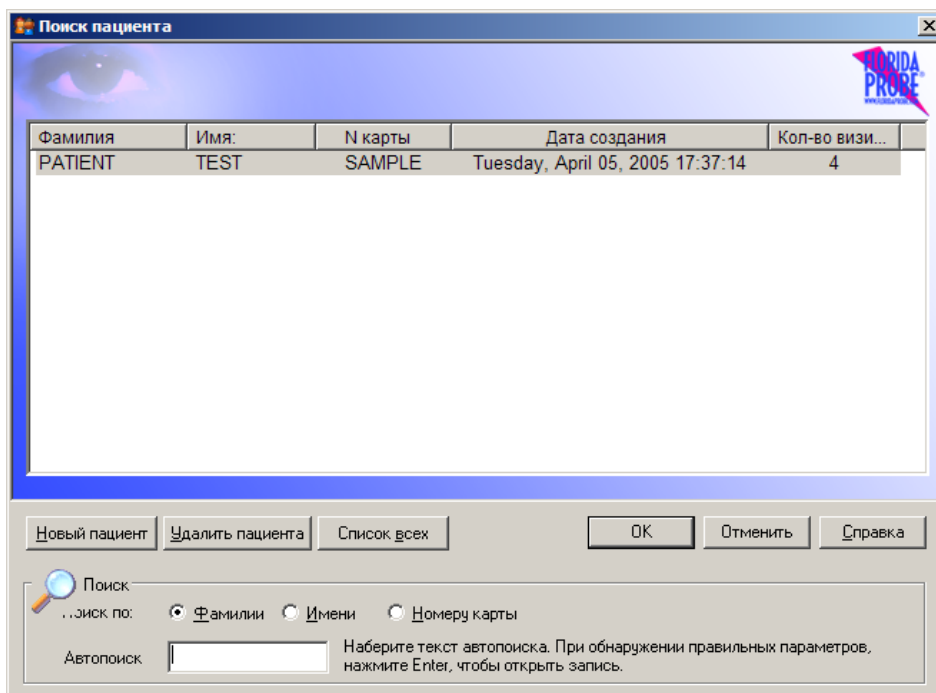 Поиск пациента
FLORIDA
PROBE
Фамилия Имя: N карты Дата создания Кол-во визи...
PATIENT TEST SAMPLE Tuesday, April 05, 2005 17:37:14 4
Новый пациент Удалить пациента Список всех OK Отменить Справка
Поиск
по: Фамилии Имени Номеру карты
Автопоиск Наберите текст автопоиска. При обнаружении правильных параметров,
нажмите Enter, чтобы открыть запись.